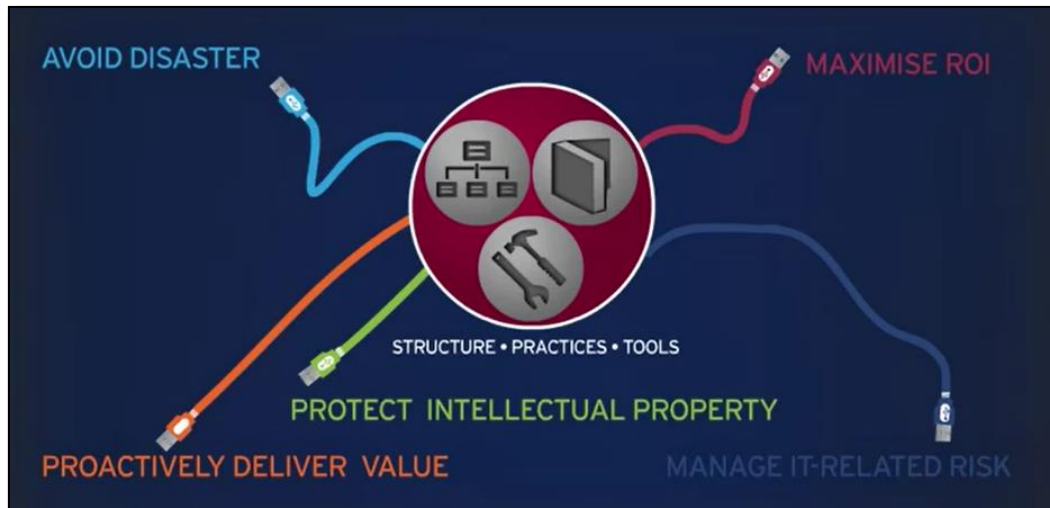 AVOID DISASTER
MAXIMISE ROI
STRUCTURE • PRACTICES • TOOLS
PROTECT INTELLECTUAL PROPERTY
PROACTIVELY DELIVER VALUE
MANAGE IT-RELATED RISK